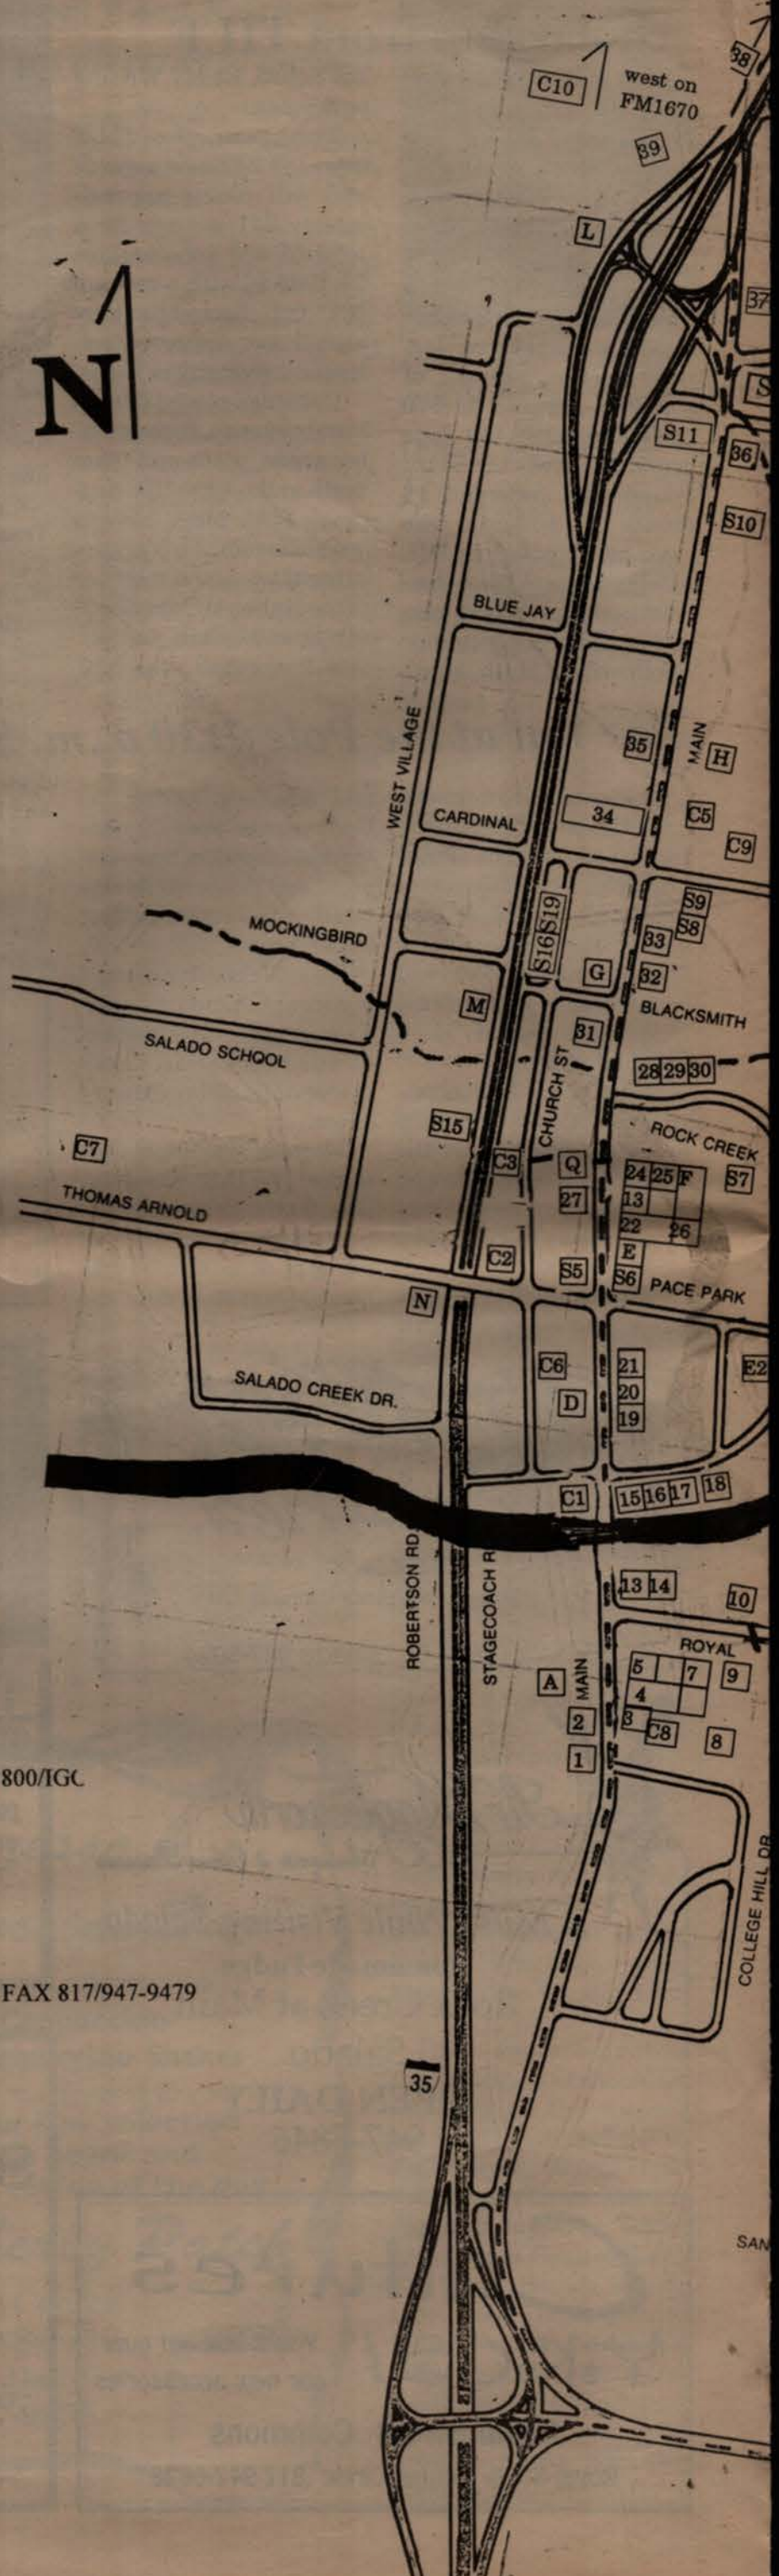 38
C10
west on
FM1670
39
L
N
37
S
S11
36
S10
BLUE JAY
WEST VILLAGE
35
MAIN
H
34
C5
CARDINAL
C9
S16 S19
S9
S8
MOCKINGBIRD
33
G
32
M
BLACKSMITH
31
SALADO SCHOOL
28 29 30
CHURCH ST
S15
ROCK CREEK
C7
C3
Q
24 25 F
S7
13
27
THOMAS ARNOLD
22 26
E
C2
S5
S6
PACE PARK
N
C6
21
E2
SALADO CREEK DR.
D
20
19
C1
15 16 17 18
ROBERTSON RD.
STAGECOACH R
13 14
10
ROYAL
A
MAIN
5 7 9
4
2
3
C8
8
1
800/IGC
COLLEGE HILL DR
FAX 817/947-9479
35
SAN